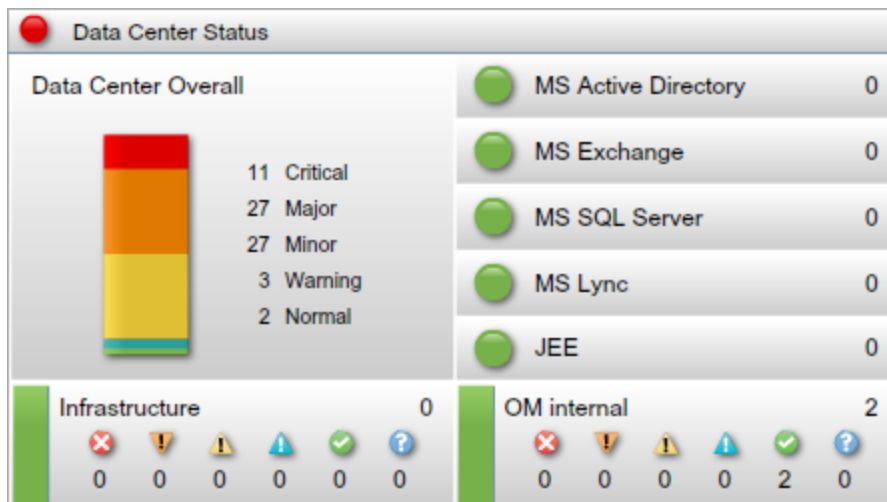 Data Center Status
Data Center Overall
11 Critical
27 Major
27 Minor
3 Warning
2 Normal
MS Active Directory 0
MS Exchange 0
MS SQL Server 0
MS Lync 0
JEE 0
Infrastructure 0
0 0 0 0 0 0
OM internal 2
0 0 0 0 2 0